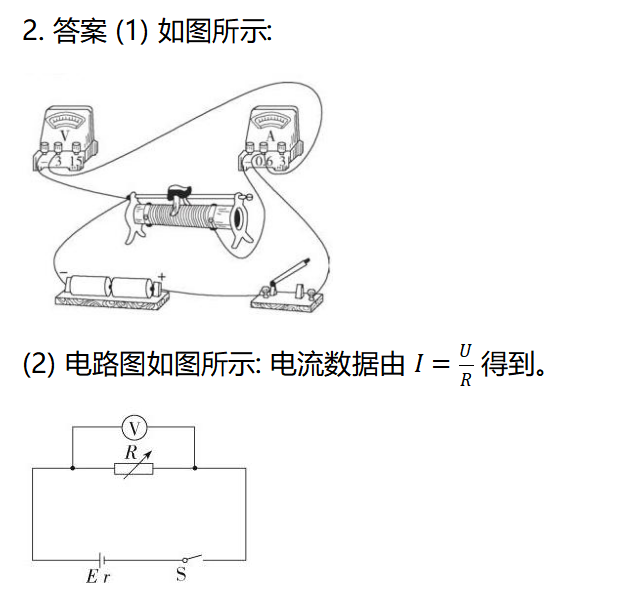 2. 答案 (1) 如图所示:
V
- 3 15
A
- 0.6 3
- +
(2) 电路图如图所示: 电流数据由 I = U/R 得到。
V
R
E r
S